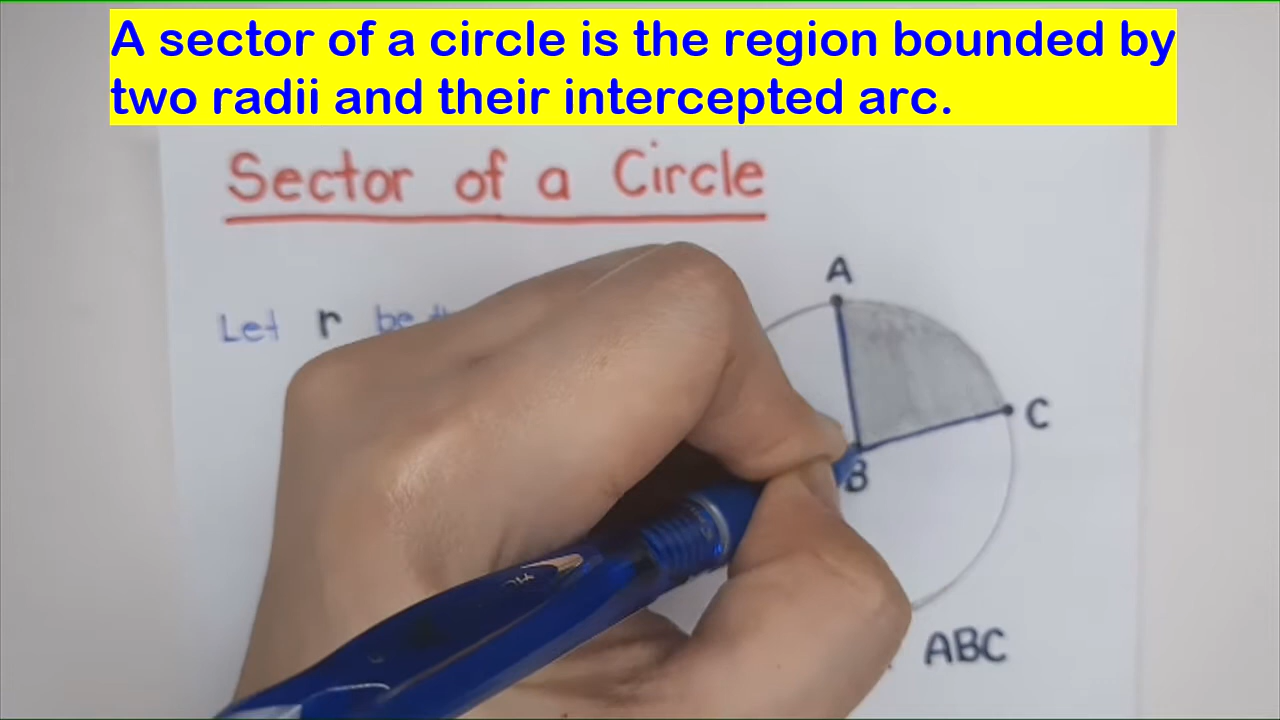 A sector of a circle is the region bounded by
two radii and their intercepted arc.
Sector of a Circle
A
Let r be
C
B
ABC